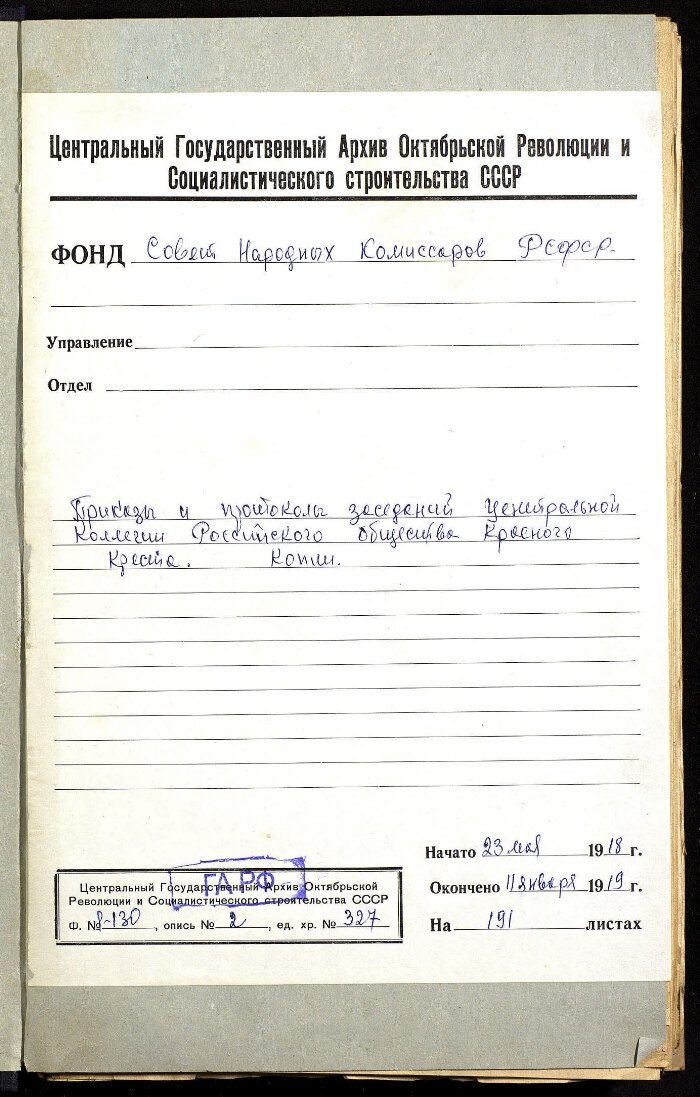 Центральный Государственный Архив Октябрьской Революции и
Социалистического строительства СССР
ФОНД Совет Народных Комиссаров РСФСР.
Управление
Отдел
Приказы и протоколы заседаний Центральной
Коллегии Российского общества Красного
Креста. Копии.
Начато 23 мая 1918 г.
Окончено 11 января 1919 г.
На 191 листах
ГА РФ
Центральный Государственный Архив Октябрьской
Революции и Социалистического строительства СССР
Ф. № Р-130, опись № 2, ед. хр. № 327